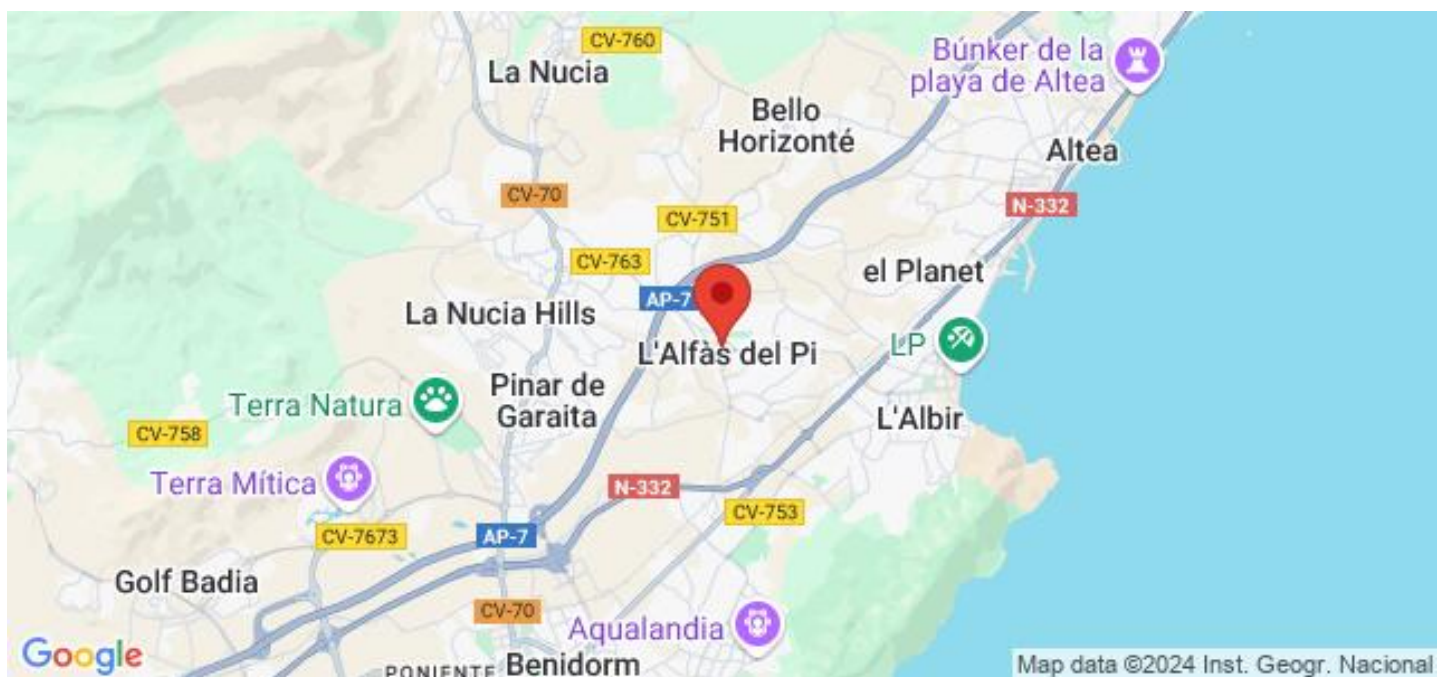 CV-760
Búnker de la
playa de Altea
La Nucia
Bello
Horizonté
Altea
CV-70
N-332
CV-751
CV-763
el Planet
AP-7
La Nucia Hills
L'Alfàs del Pi
LP
Pinar de
Garaita
Terra Natura
L'Albir
CV-758
Terra Mítica
N-332
CV-753
CV-7673
AP-7
Golf Badia
CV-70
Aqualandia
Google
PONIENTE
Benidorm
Map data ©2024 Inst. Geogr. Nacional